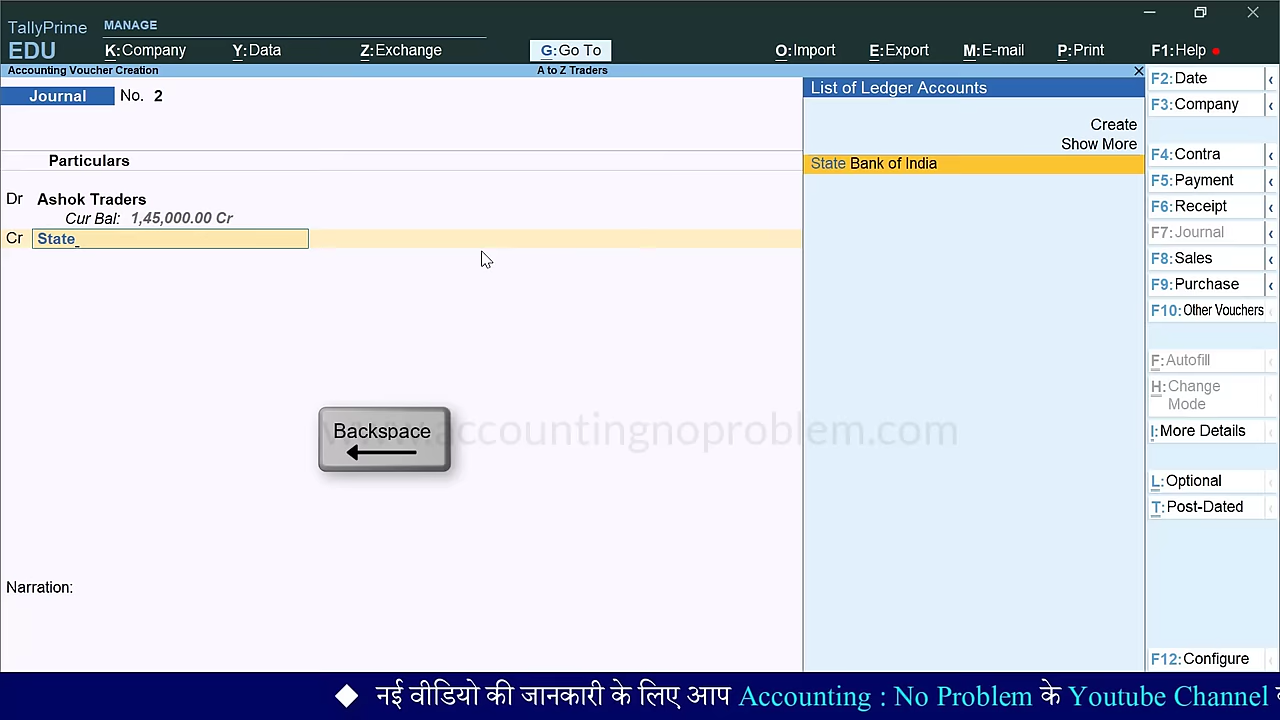 TallyPrime
EDU
MANAGE
K:Company
Y:Data
Z:Exchange
G:Go To
O:Import
E:Export
M:E-mail
P:Print
F1:Help
Accounting Voucher Creation
A to Z Traders
Journal No. 2
Particulars
Dr Ashok Traders
Cur Bal: 1,45,000.00 Cr
Cr State
Backspace
www.accountingnoproblem.com
Narration:
List of Ledger Accounts
Create
Show More
State Bank of India
F2:Date
F3:Company
F4:Contra
F5:Payment
F6:Receipt
F7:Journal
F8:Sales
F9:Purchase
F10:Other Vouchers
F:Autofill
H:Change
Mode
I:More Details
L:Optional
T:Post-Dated
F12:Configure
◆ नई वीडियो की जानकारी के लिए आप Accounting : No Problem के Youtube Channel